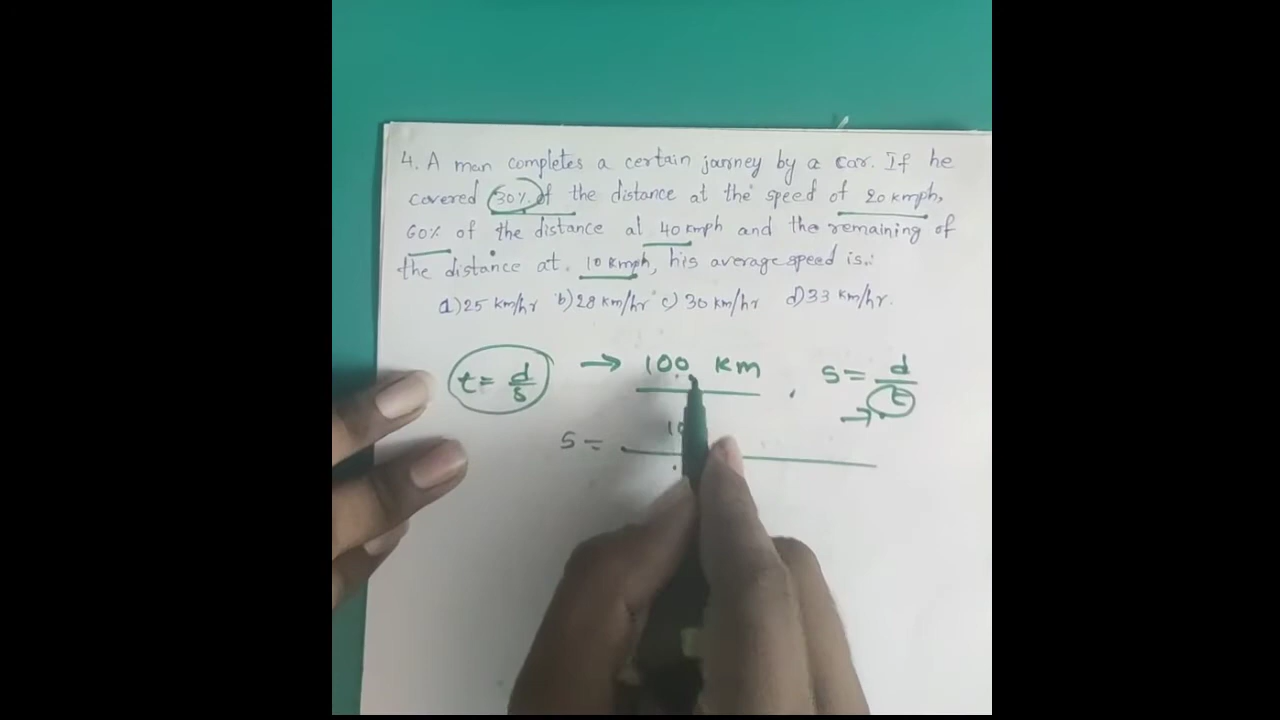 4. A man completes a certain jarney by a car. If he
covered 30% of the distance at the speed of 20 kmph,
60% of the distance at 40 kmph and the remaining of
the distance at 10 kmph, his average speed is:
a) 25 km/hr b) 28 km/hr c) 30 km/hr d) 33 km/hr.
t = d/s → 100 km s = d/t
s =